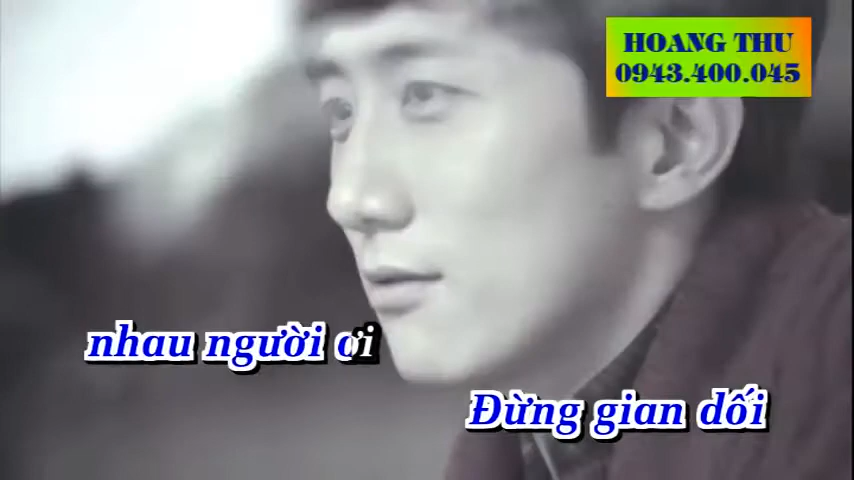 HOANG THU
0943.400.045
nhau người ơi
Đừng gian dối